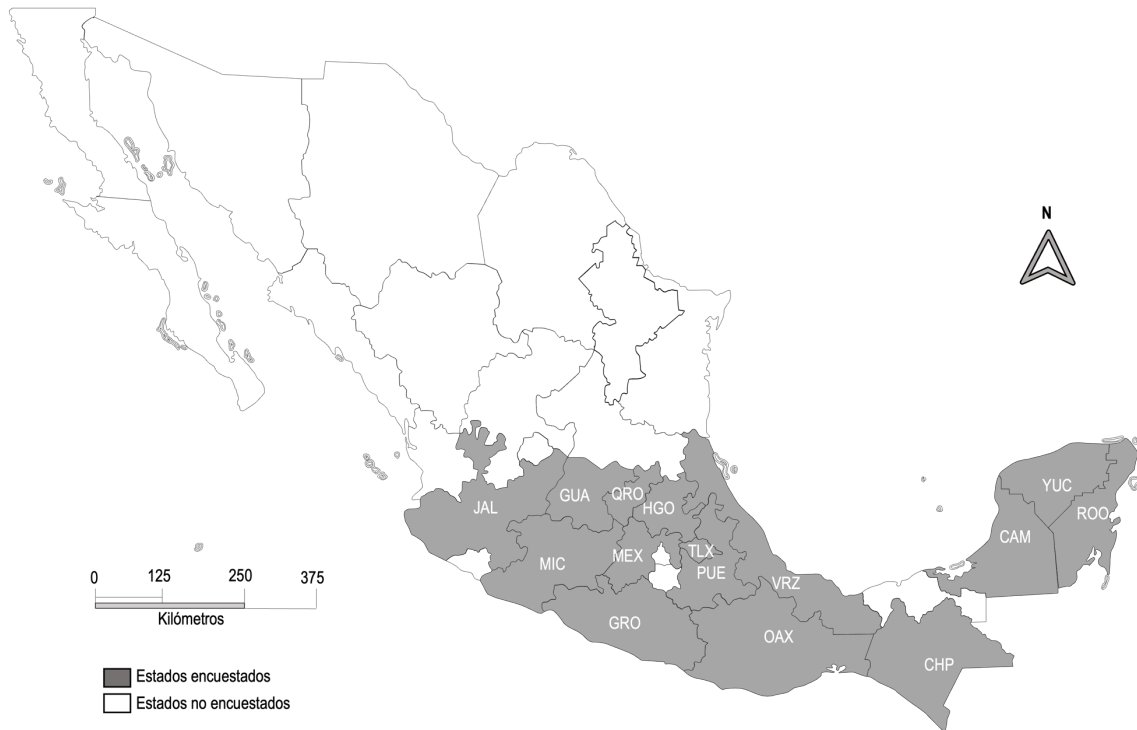 N
JAL
GUA
QRO
HGO
YUC
ROO
CAM
MIC
MEX
TLX
PUE
VRZ
GRO
OAX
CHP
0 125 250 375
Kilómetros
Estados encuestados
Estados no encuestados